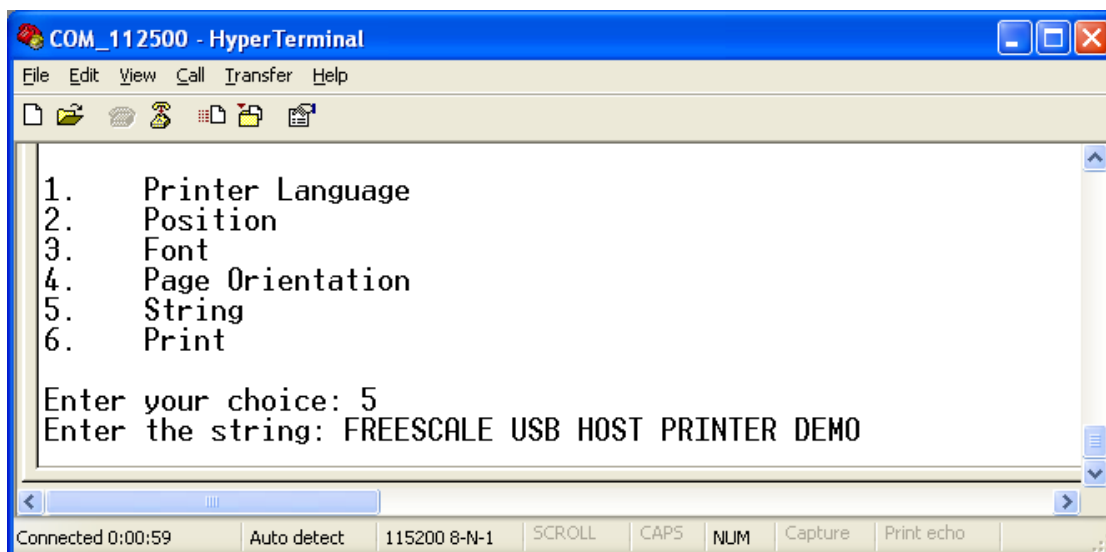 COM_112500 - HyperTerminal
File Edit View Call Transfer Help
1. Printer Language
2. Position
3. Font
4. Page Orientation
5. String
6. Print
Enter your choice: 5
Enter the string: FREESCALE USB HOST PRINTER DEMO
Connected 0:00:59 Auto detect 115200 8-N-1 SCROLL CAPS NUM Capture Print echo